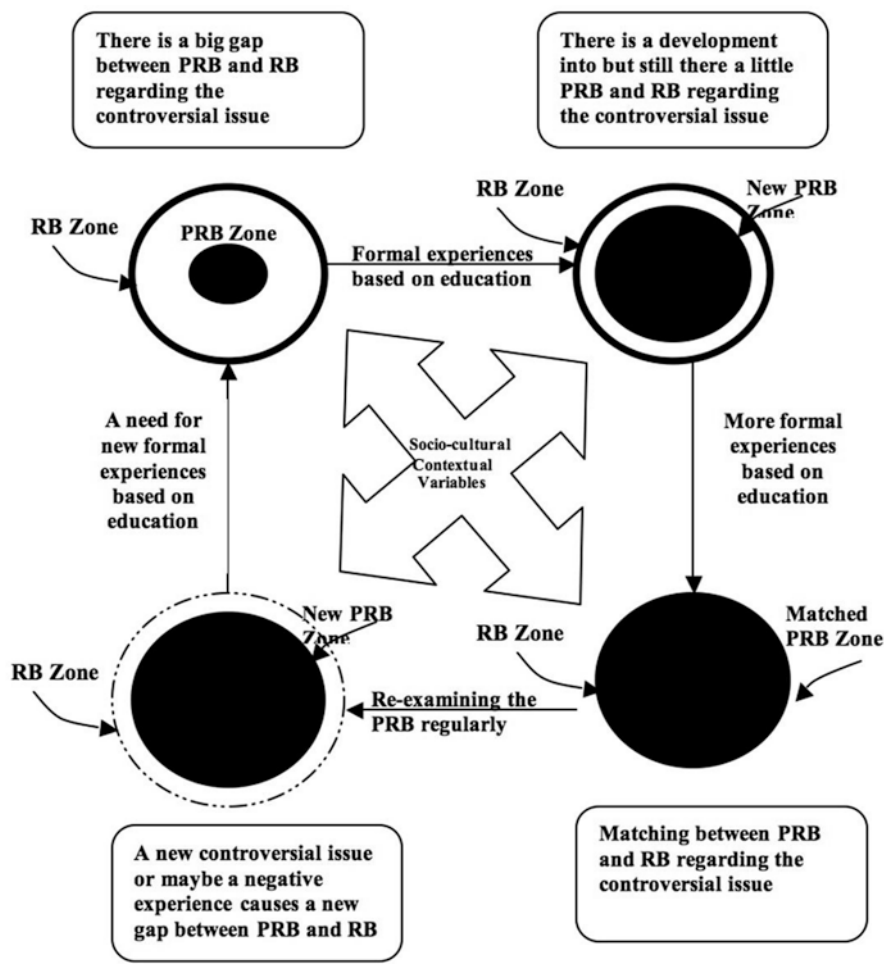 There is a big gap
between PRB and RB
regarding the
controversial issue
There is a development
into but still there a little
PRB and RB regarding
the controversial issue
RB Zone
PRB Zone
Formal experiences
based on education
RB Zone
New PRB
Zone
A need for
new formal
experiences
based on
education
Socio-cultural
Contextual
Variables
More formal
experiences
based on
education
RB Zone
New PRB
Zone
Re-examining the
PRB regularly
RB Zone
Matched
PRB Zone
A new controversial issue
or maybe a negative
experience causes a new
gap between PRB and RB
Matching between PRB
and RB regarding the
controversial issue